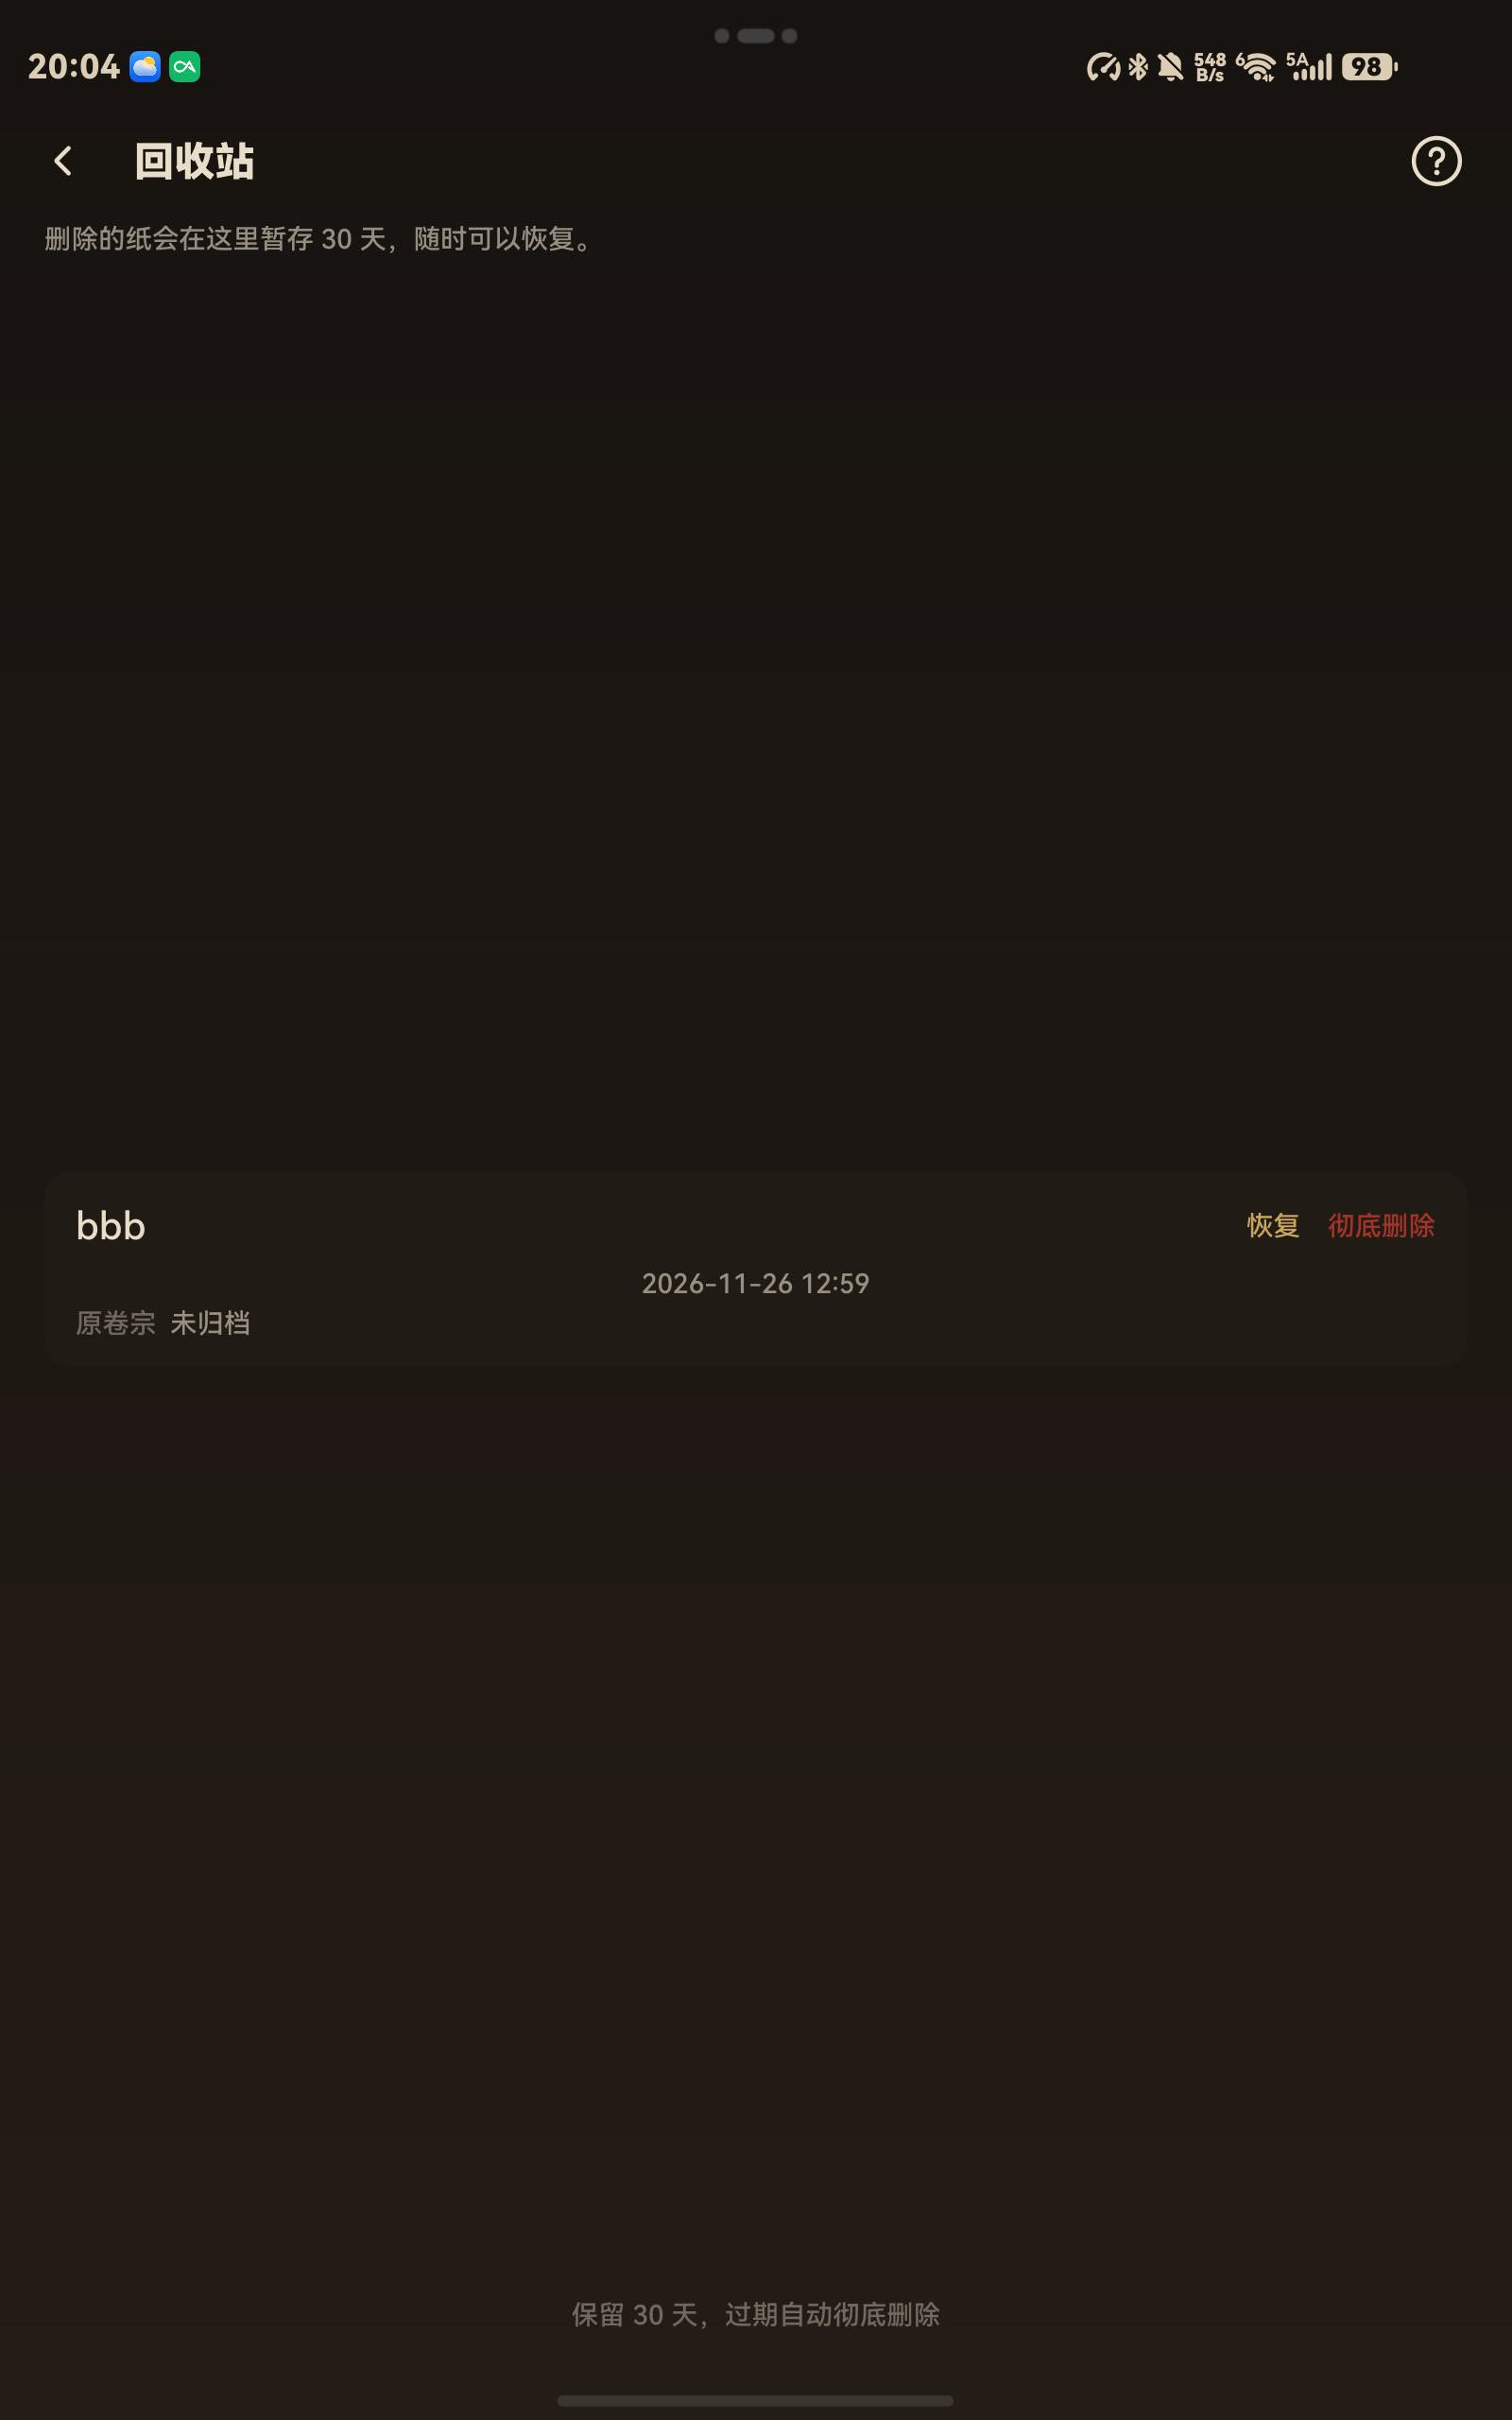 20:04 548 B/s 6 5A 98
回收站
删除的纸会在这里暂存 30 天，随时可以恢复。
bbb 恢复 彻底删除
2026-11-26 12:59
原卷宗 未归档
保留 30 天，过期自动彻底删除